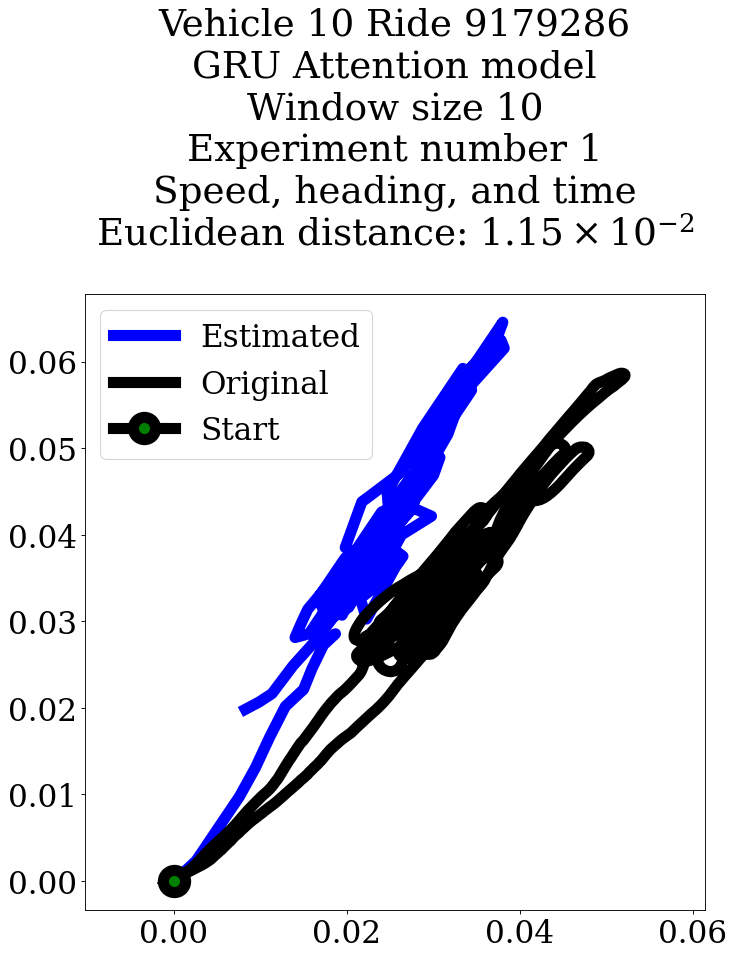 Vehicle 10 Ride 9179286
GRU Attention model
Window size 10
Experiment number 1
Speed, heading, and time
Euclidean distance: 1.15 × 10⁻²
Estimated
Original
Start
0.06
0.05
0.04
0.03
0.02
0.01
0.00
0.00 0.02 0.04 0.06